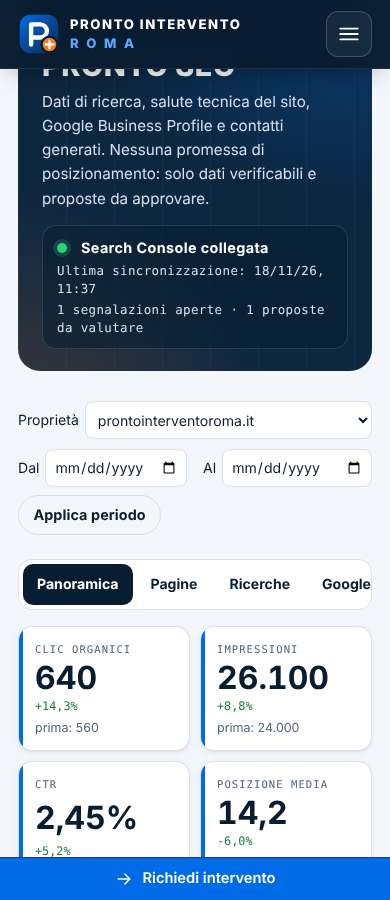 PRONTO INTERVENTO
ROMA
PRONTO SEO
Dati di ricerca, salute tecnica del sito,
Google Business Profile e contatti
generati. Nessuna promessa di
posizionamento: solo dati verificabili e
proposte da approvare.
Search Console collegata
Ultima sincronizzazione: 18/11/26,
11:37
1 segnalazioni aperte · 1 proposte
da valutare
Proprietà prontointerventoroma.it
Dal mm/dd/yyyy Al mm/dd/yyyy
Applica periodo
Panoramica Pagine Ricerche Google
CLIC ORGANICI
640
+14,3%
prima: 560
IMPRESSIONI
26.100
+8,8%
prima: 24.000
CTR
2,45%
+5,2%
POSIZIONE MEDIA
14,2
-6,0%
Richiedi intervento